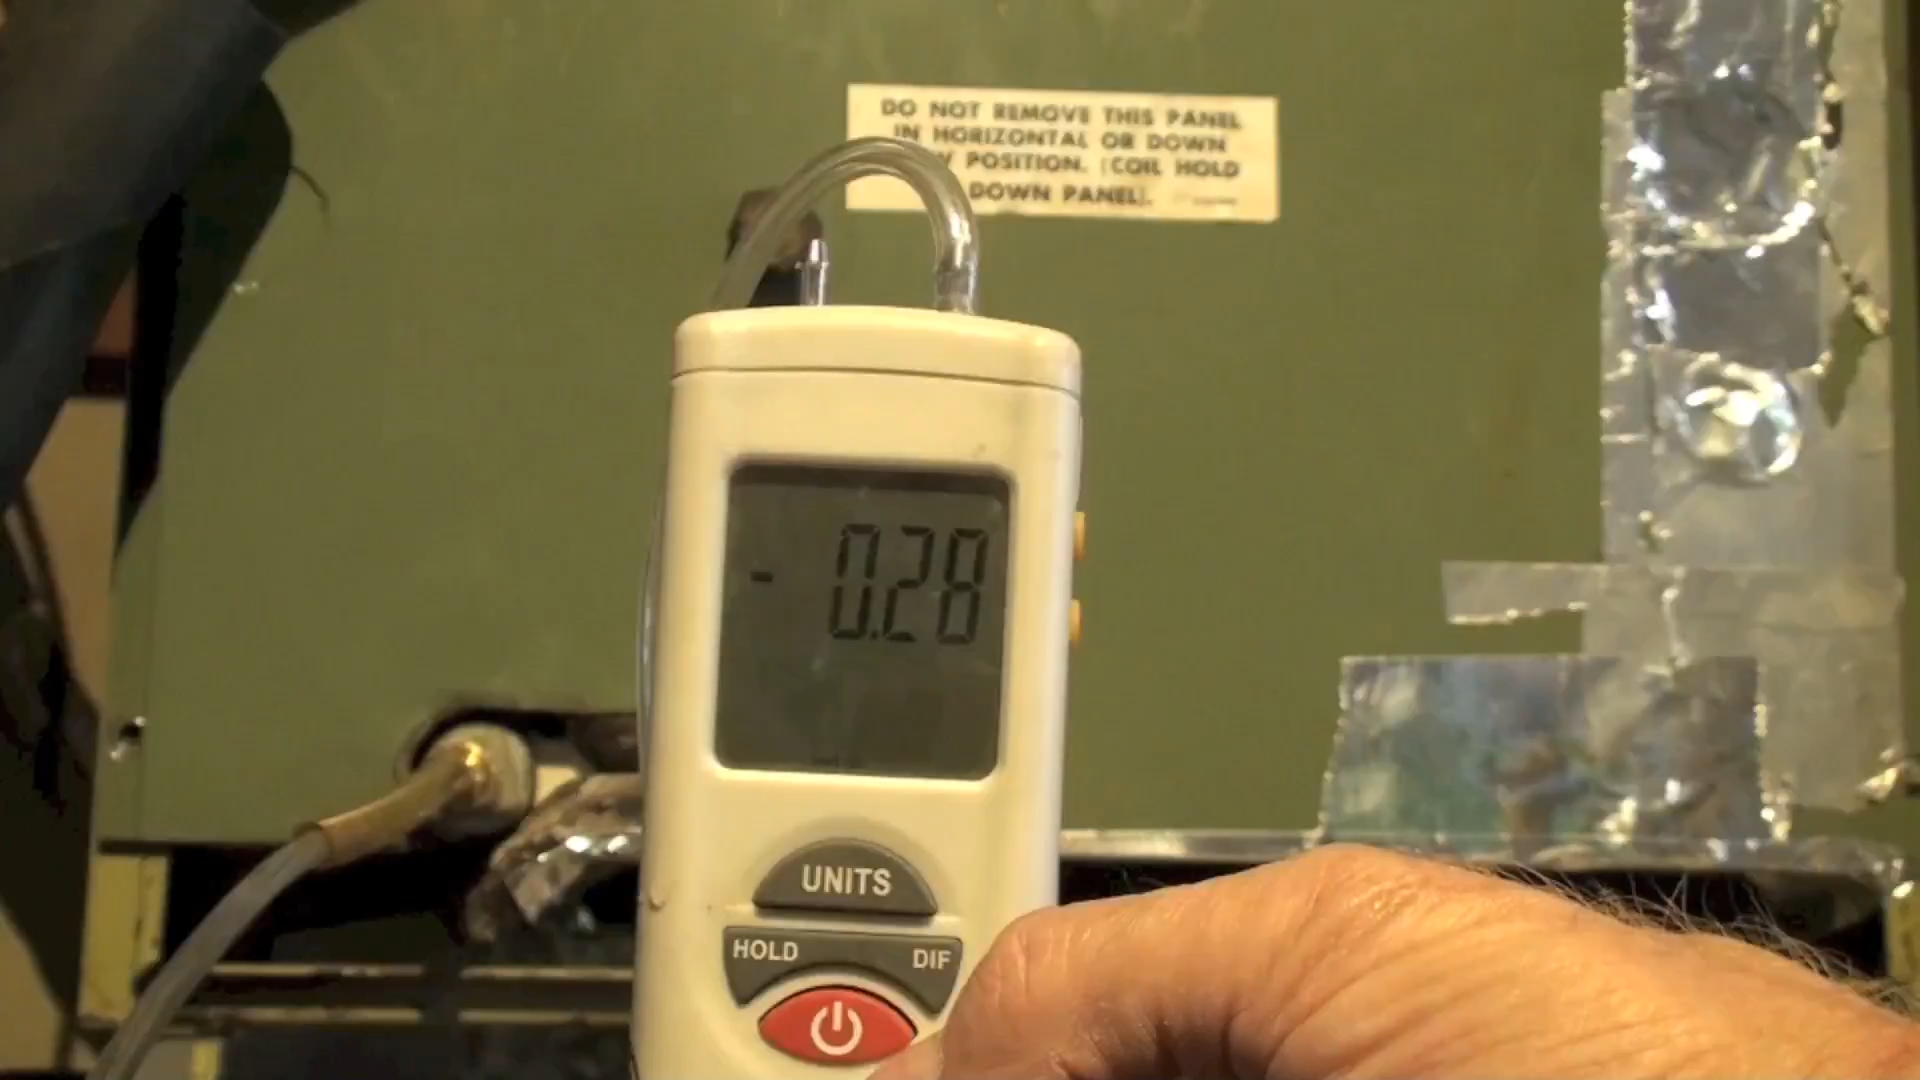 DO NOT REMOVE THIS PANEL
IN HORIZONTAL OR DOWN
POSITION. (COIL HOLD
DOWN PANEL).
- 0.28
UNITS
HOLD DIF